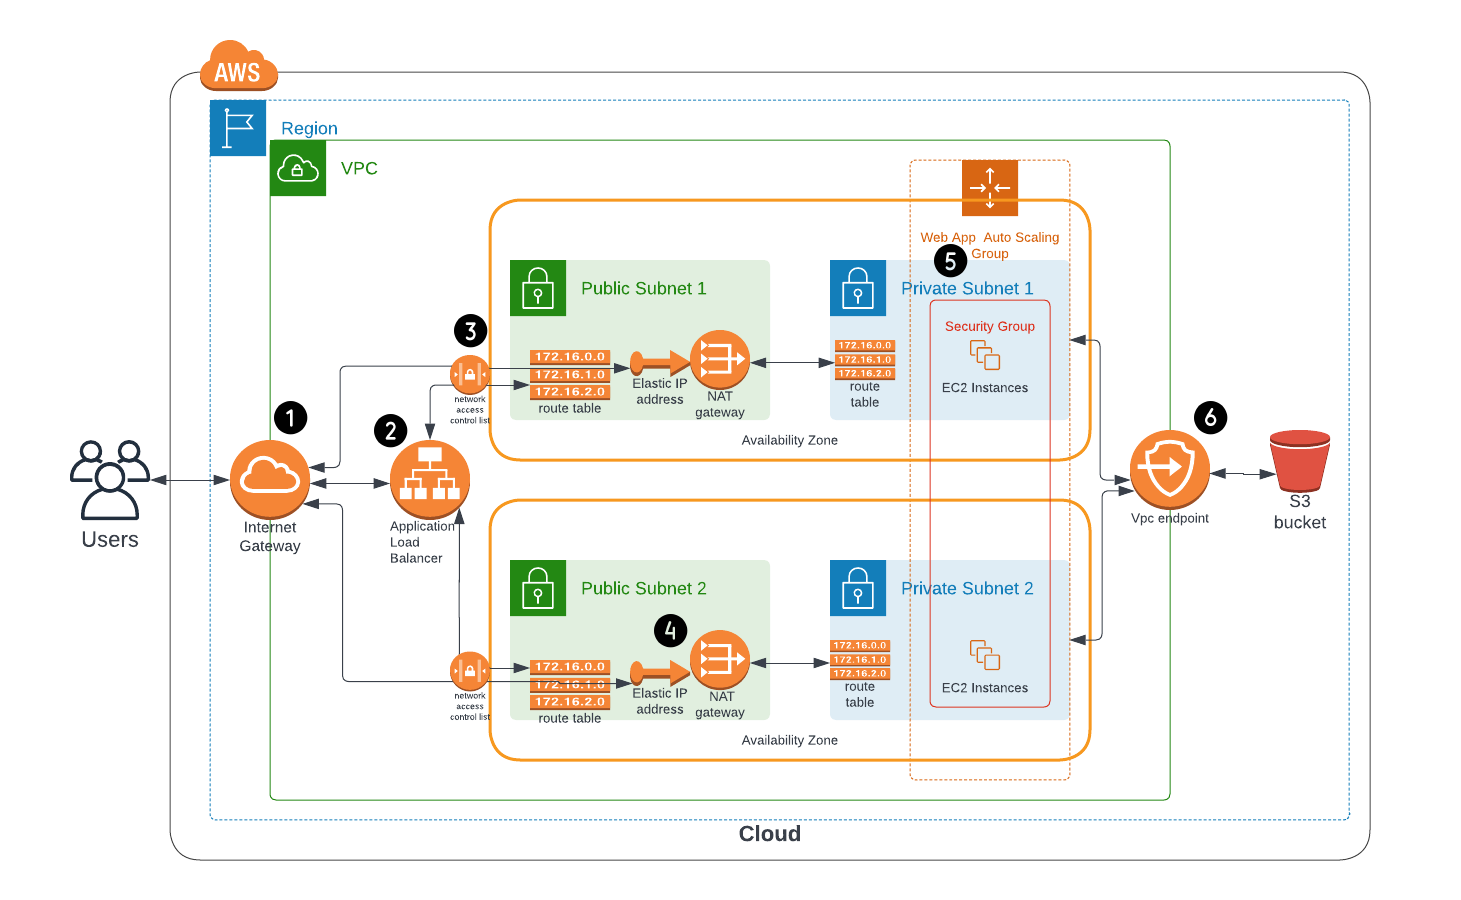 AWS
Region
VPC
Web App Auto Scaling
Group
5
Public Subnet 1
Private Subnet 1
3
Security Group
172.16.0.0
172.16.1.0
172.16.2.0
route table
Elastic IP
address
NAT
gateway
172.16.0.0
172.16.1.0
172.16.2.0
route
table
EC2 Instances
network
access
control list
Availability Zone
1
2
6
Users
Internet
Gateway
Application
Load
Balancer
Vpc endpoint
S3
bucket
Public Subnet 2
Private Subnet 2
4
172.16.0.0
172.16.1.0
172.16.2.0
route table
Elastic IP
address
NAT
gateway
172.16.0.0
172.16.1.0
172.16.2.0
route
table
EC2 Instances
network
access
control list
Availability Zone
Cloud